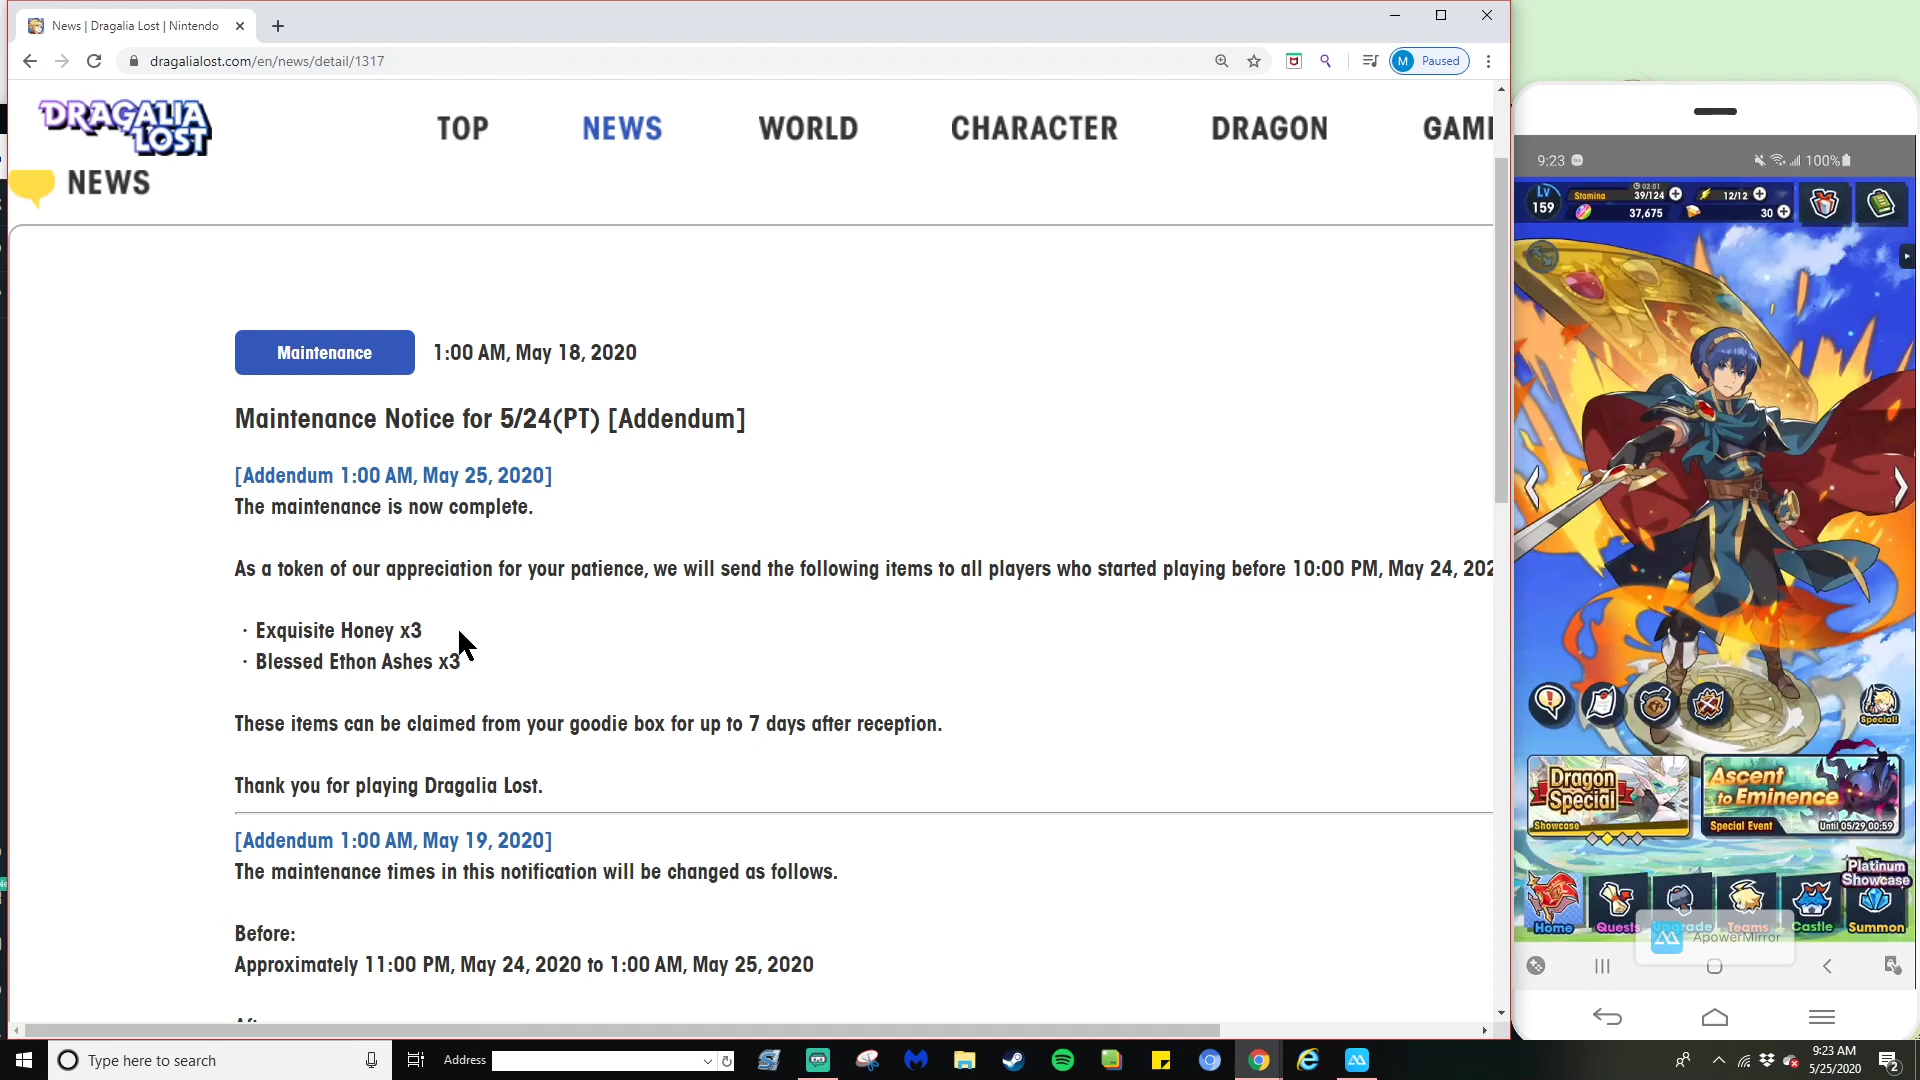 News | Dragalia Lost | Nintendo
dragalialost.com/en/news/detail/1317
M Paused
DRAGALIA LOST
TOP NEWS WORLD CHARACTER DRAGON GAM
NEWS
Maintenance 1:00 AM, May 18, 2020
Maintenance Notice for 5/24(PT) [Addendum]
[Addendum 1:00 AM, May 25, 2020]
The maintenance is now complete.
As a token of our appreciation for your patience, we will send the following items to all players who started playing before 10:00 PM, May 24, 202
· Exquisite Honey x3
· Blessed Ethon Ashes x3
These items can be claimed from your goodie box for up to 7 days after reception.
Thank you for playing Dragalia Lost.
[Addendum 1:00 AM, May 19, 2020]
The maintenance times in this notification will be changed as follows.
Before:
Approximately 11:00 PM, May 24, 2020 to 1:00 AM, May 25, 2020
9:23 100%
Lv 159
Stamina 02:01 39/124 12/12
37,675 30
Special!
Dragon Special
Showcase
Ascent to Eminence
Special Event Until 05/29 00:59
Platinum Showcase
Home Quests Upgrade Teams Castle Summon
ApowerMirror
Type here to search
Address
9:23 AM
5/25/2020
2